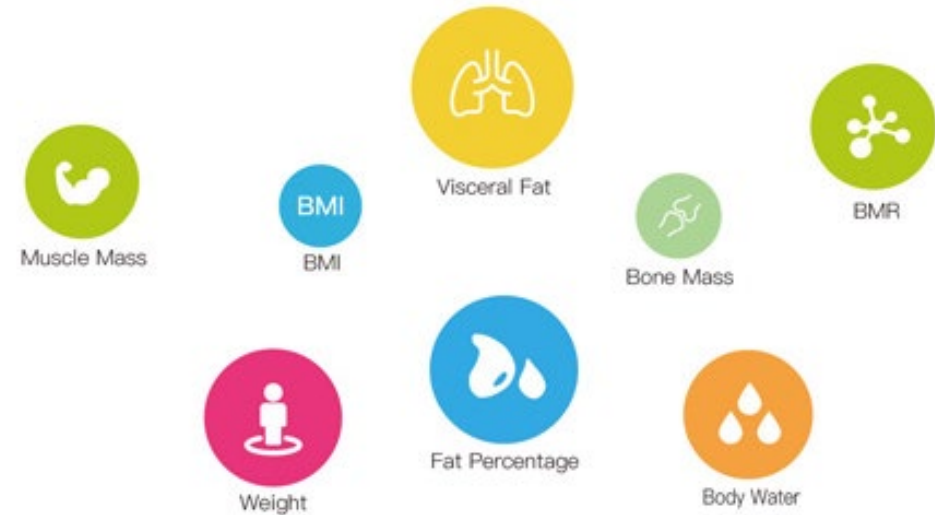 Visceral Fat
BMR
Muscle Mass
BMI
BMI
Bone Mass
Weight
Fat Percentage
Body Water